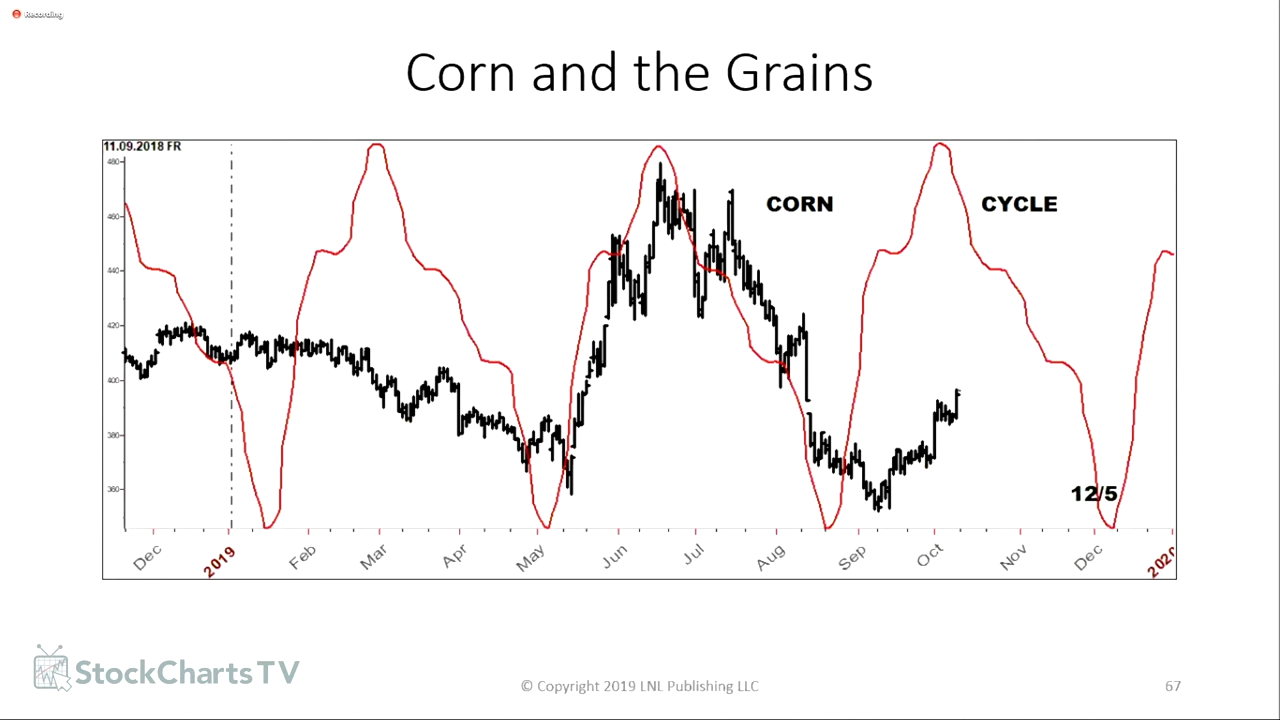 Recording
Corn and the Grains
11.09.2018 FR
480
460
440
420
400
380
360
CORN
CYCLE
12/5
Dec
2019
Feb
Mar
Apr
May
Jun
Jul
Aug
Sep
Oct
Nov
Dec
2020
StockCharts TV
© Copyright 2019 LNL Publishing LLC
67